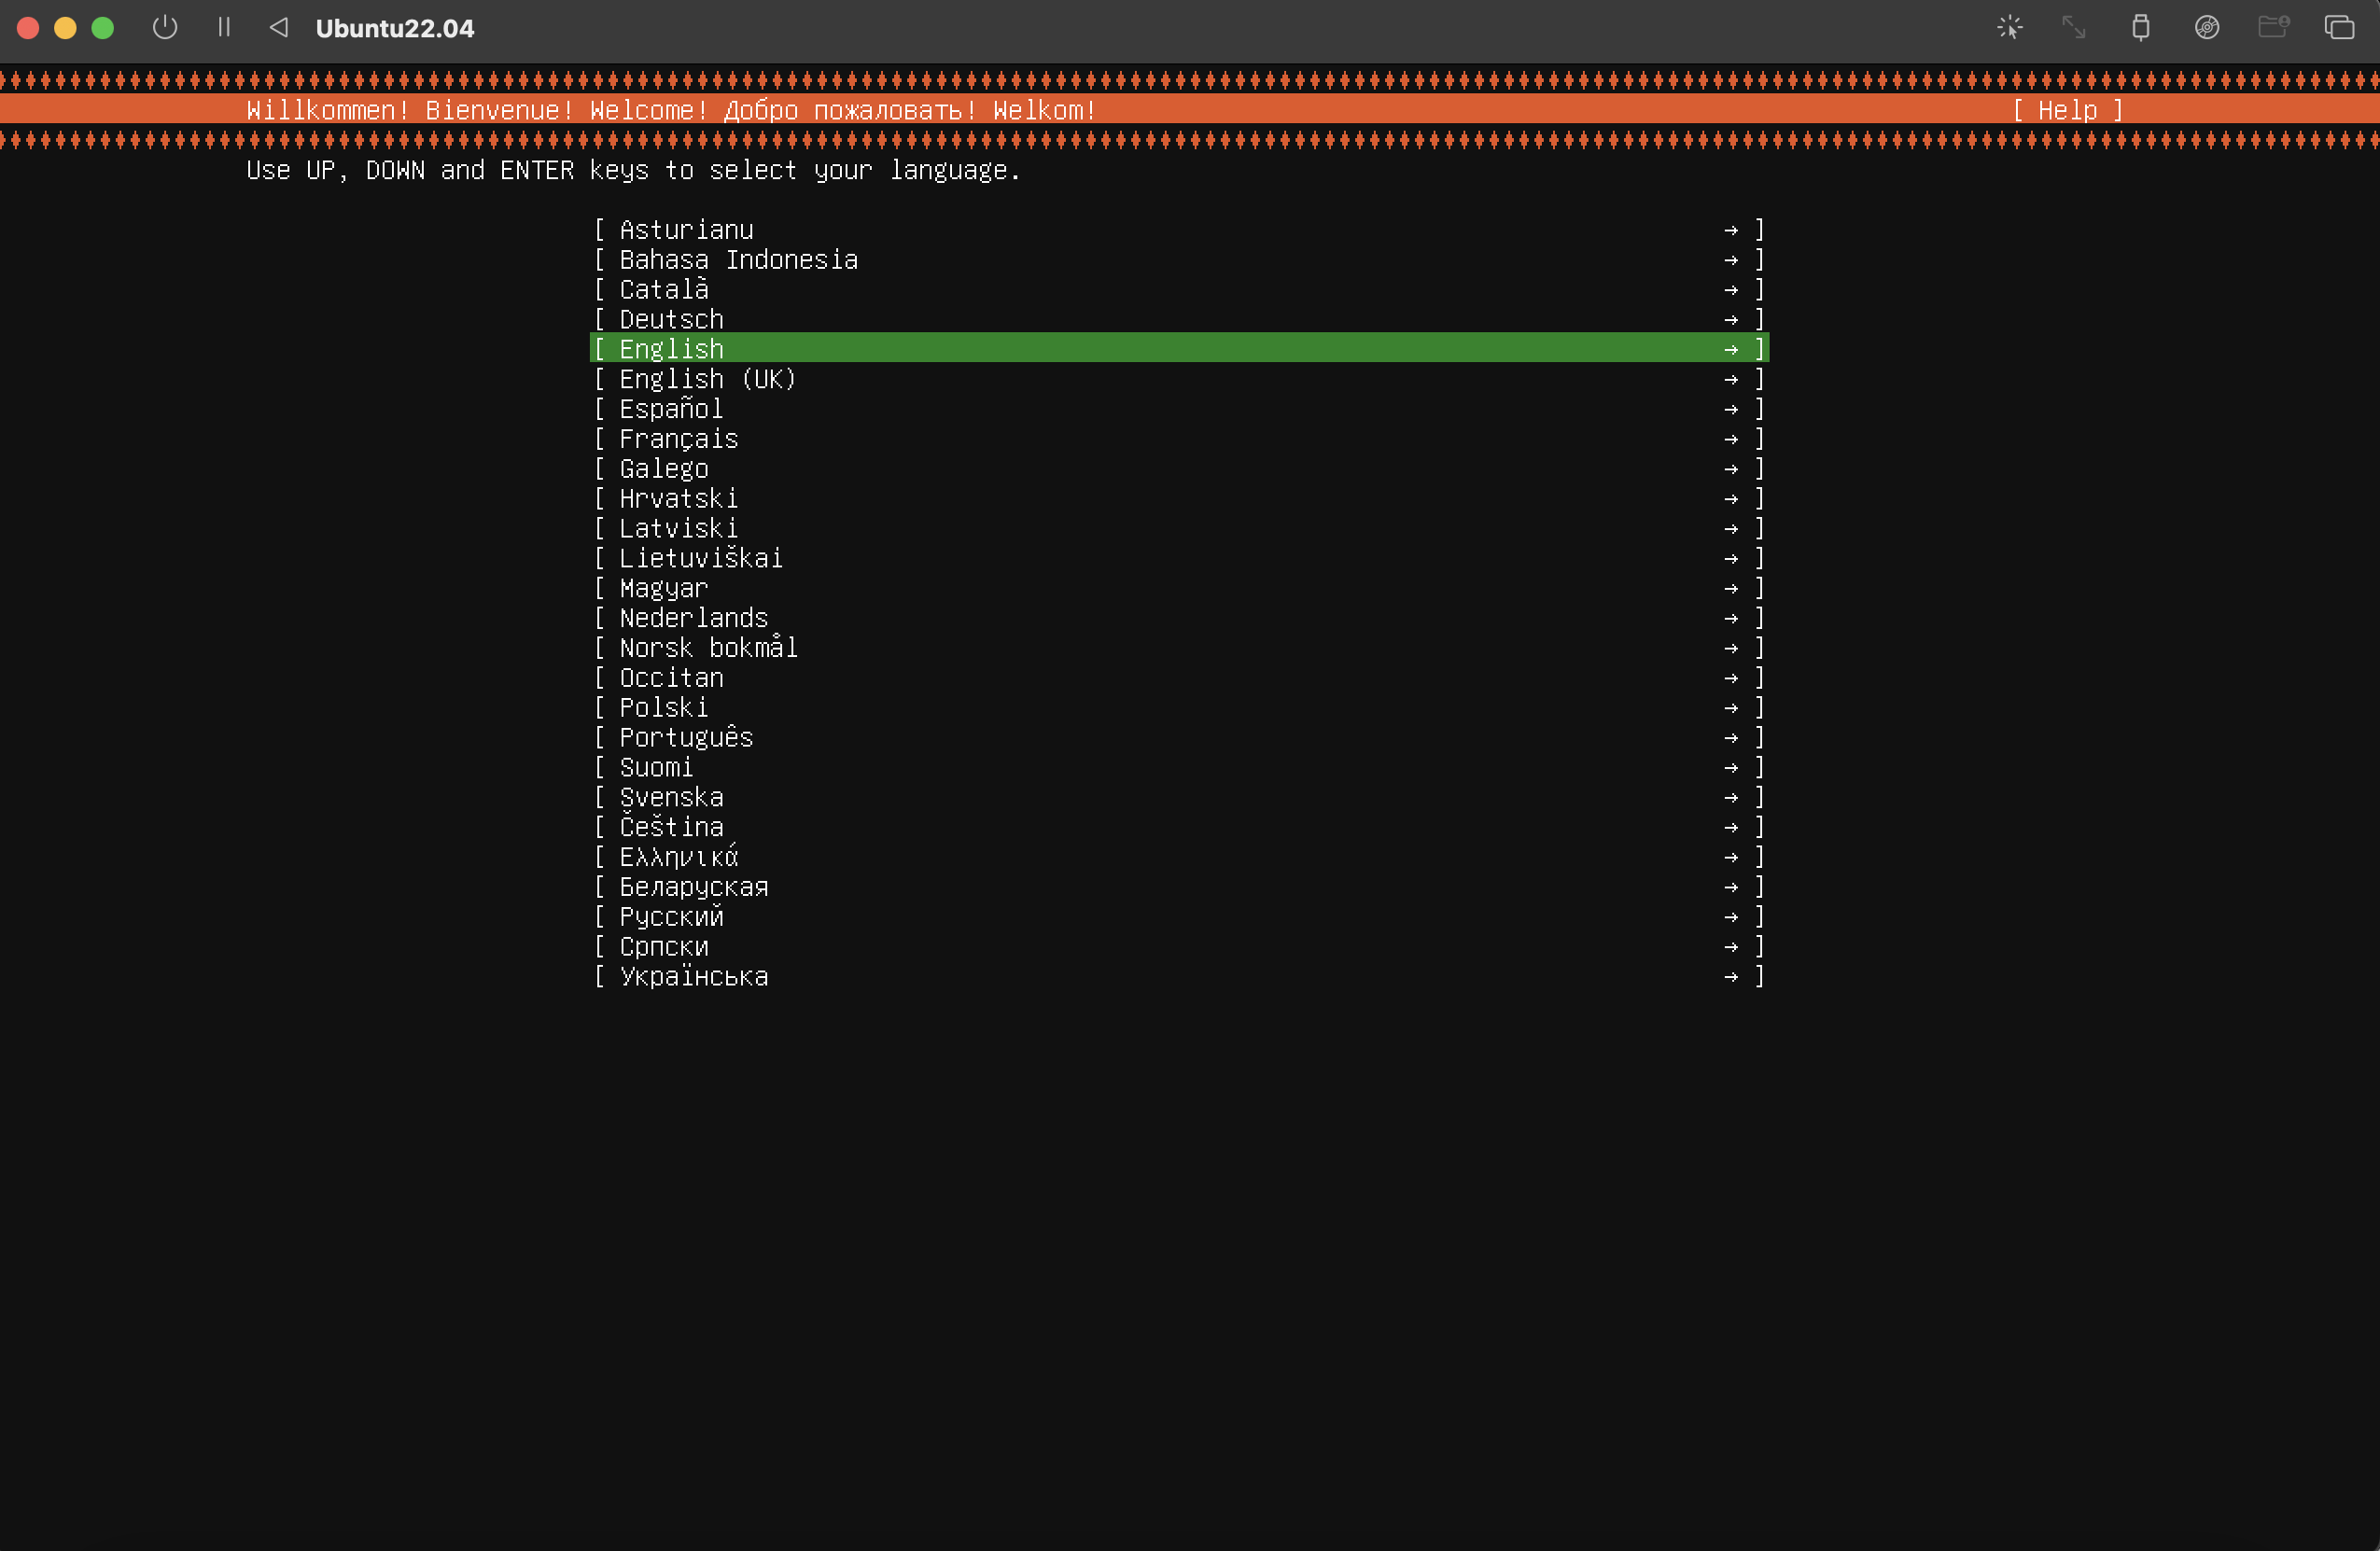 Ubuntu22.04
Willkommen! Bienvenue! Welcome! Добро пожаловать! Welkom! [ Help ]
Use UP, DOWN and ENTER keys to select your language.
[ Asturianu → ]
[ Bahasa Indonesia → ]
[ Català → ]
[ Deutsch → ]
[ English → ]
[ English (UK) → ]
[ Español → ]
[ Français → ]
[ Galego → ]
[ Hrvatski → ]
[ Latviski → ]
[ Lietuviškai → ]
[ Magyar → ]
[ Nederlands → ]
[ Norsk bokmål → ]
[ Occitan → ]
[ Polski → ]
[ Português → ]
[ Suomi → ]
[ Svenska → ]
[ Čeština → ]
[ Ελληνικά → ]
[ Беларуская → ]
[ Русский → ]
[ Српски → ]
[ Українська → ]